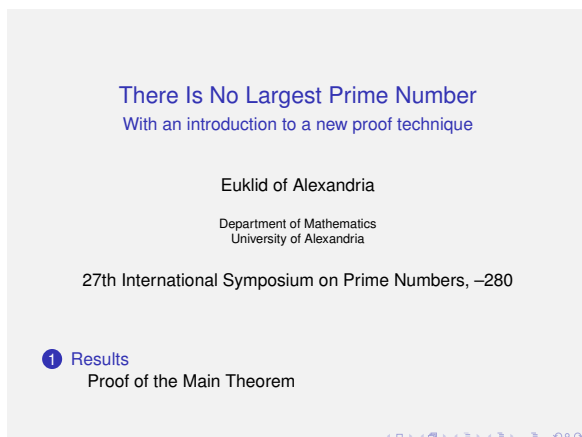 There Is No Largest Prime Number
With an introduction to a new proof technique
Euklid of Alexandria
Department of Mathematics
University of Alexandria
27th International Symposium on Prime Numbers, –280
1 Results
Proof of the Main Theorem